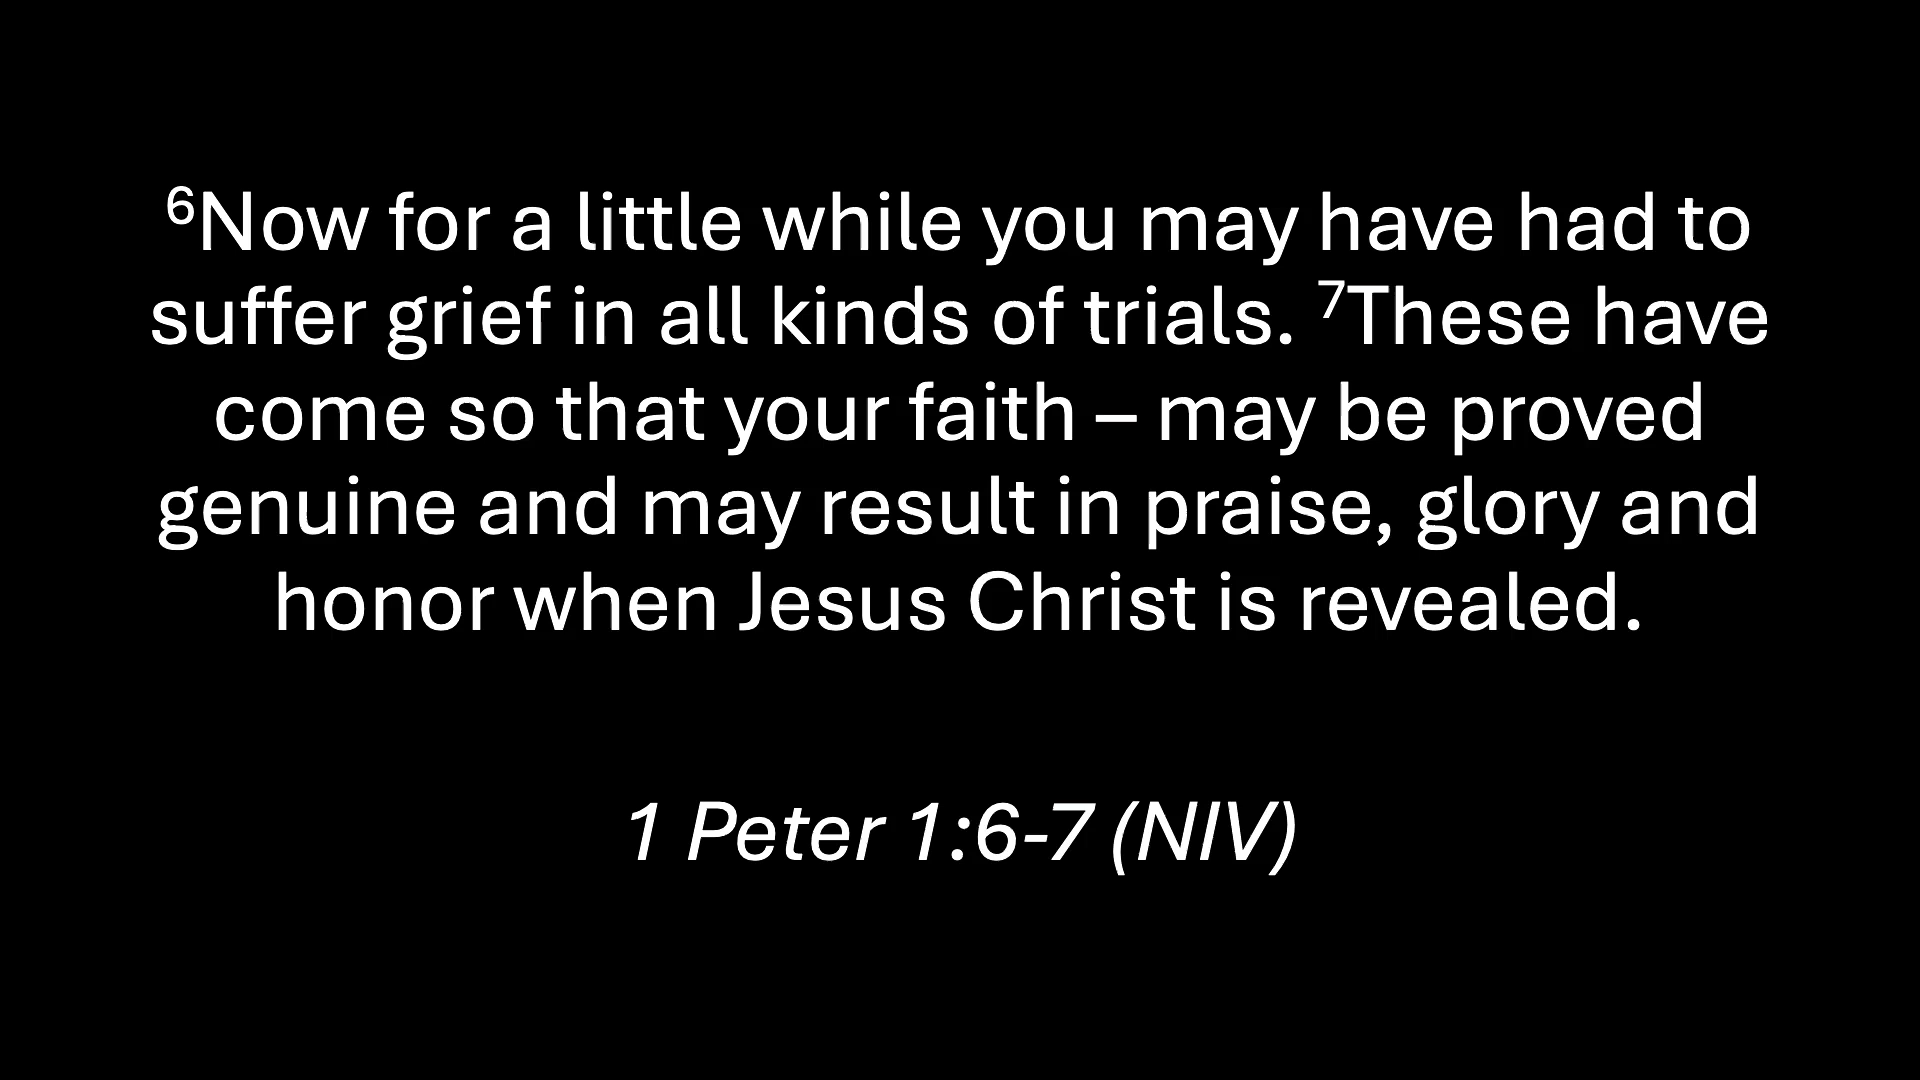 ⁶Now for a little while you may have had to
suffer grief in all kinds of trials. ⁷These have
come so that your faith – may be proved
genuine and may result in praise, glory and
honor when Jesus Christ is revealed.
1 Peter 1:6-7 (NIV)